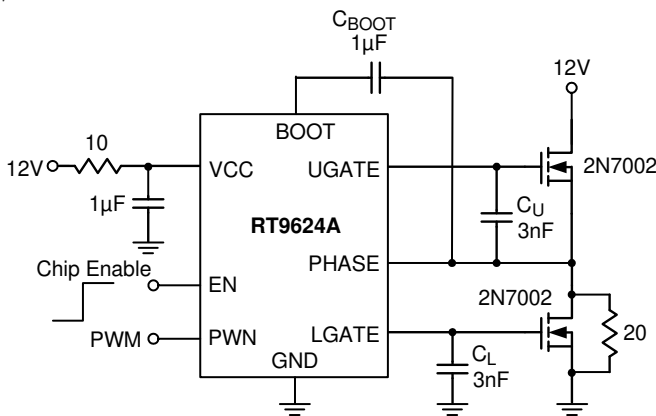 CBOOT
1µF
12V
10
BOOT
12V
VCC
UGATE
2N7002
1µF
CU
3nF
RT9624A
Chip Enable
PHASE
EN
2N7002
PWM
PWN
LGATE
20
GND
CL
3nF